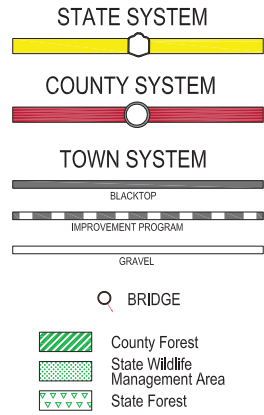 STATE SYSTEM
COUNTY SYSTEM
TOWN SYSTEM
BLACKTOP
IMPROVEMENT PROGRAM
GRAVEL
BRIDGE
County Forest
State Wildlife
Management Area
State Forest